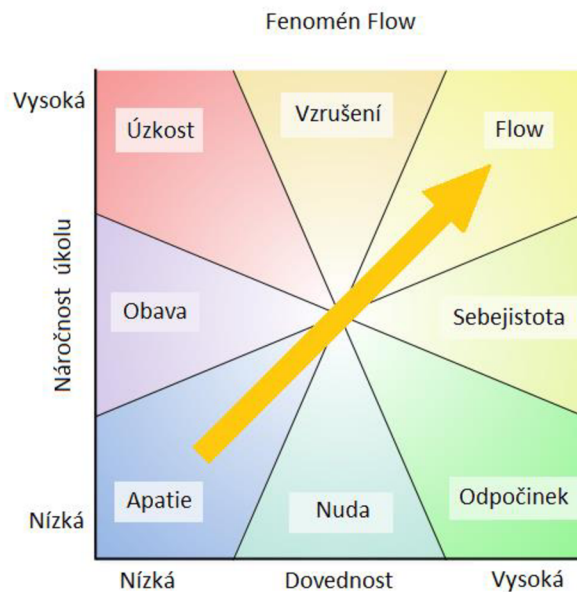 Fenomén Flow
Vysoká
Úzkost
Vzrušení
Flow
Náročnost úkolu
Obava
Sebejistota
Apatie
Nuda
Odpočinek
Nízká
Nízká
Dovednost
Vysoká